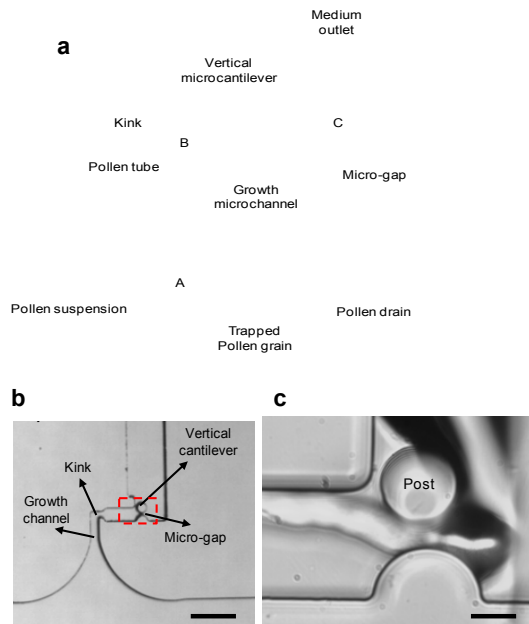 a
Medium
outlet
Vertical
microcantilever
Kink
C
B
Pollen tube
Micro-gap
Growth
microchannel
A
Pollen suspension
Pollen drain
Trapped
Pollen grain
b
c
Vertical
cantilever
Kink
Growth
channel
Micro-gap
Post